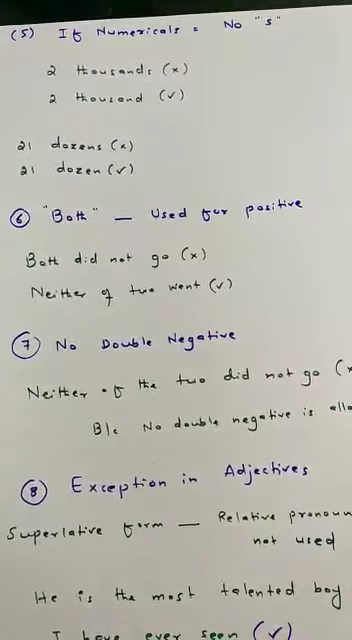 (5) If Numericals = No "s"
2 thousands (x)
2 thousand (✓)
21 dozens (x)
21 dozen (✓)
⑥ "Both" — Used for positive
Both did not go (x)
Neither of two went (✓)
⑦ No Double Negative
Neither of the two did not go (x
B/c No double negative is allo
⑧ Exception in Adjectives
Superlative form — Relative pronoun
not used
He is the most talented boy
I have ever seen (✓)